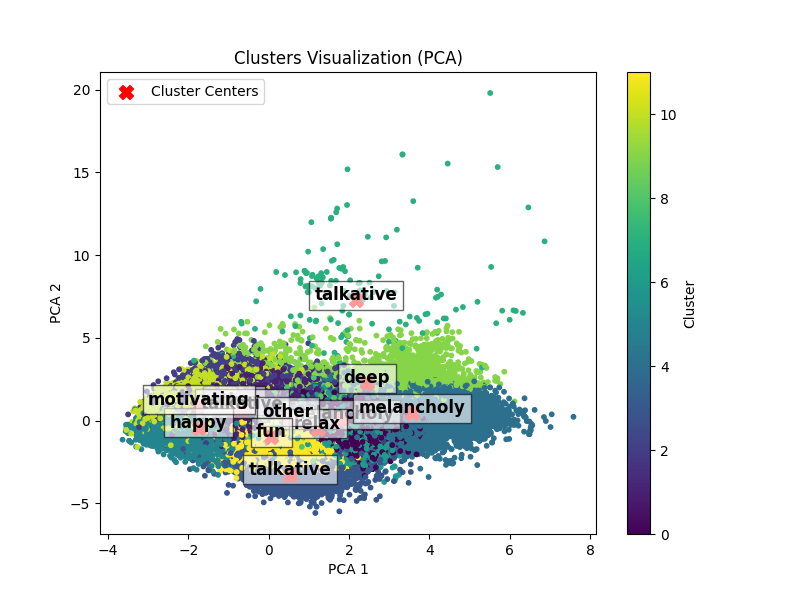 Clusters Visualization (PCA)
Cluster Centers
20
15
10
5
0
−5
PCA 2
talkative
deep
motivating
melancholy
other
happy
relax
fun
talkative
−4
−2
0
2
4
6
8
PCA 1
10
8
6
4
2
0
Cluster